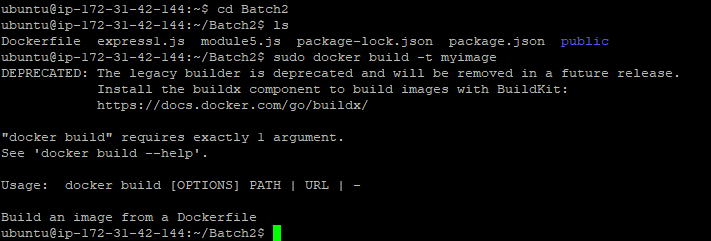 ubuntu@ip-172-31-42-144:~$ cd Batch2
ubuntu@ip-172-31-42-144:~/Batch2$ ls
Dockerfile  express1.js  module5.js  package-lock.json  package.json  public
ubuntu@ip-172-31-42-144:~/Batch2$ sudo docker build -t myimage
DEPRECATED: The legacy builder is deprecated and will be removed in a future release.
            Install the buildx component to build images with BuildKit:
            https://docs.docker.com/go/buildx/

"docker build" requires exactly 1 argument.
See 'docker build --help'.

Usage:  docker build [OPTIONS] PATH | URL | -

Build an image from a Dockerfile
ubuntu@ip-172-31-42-144:~/Batch2$